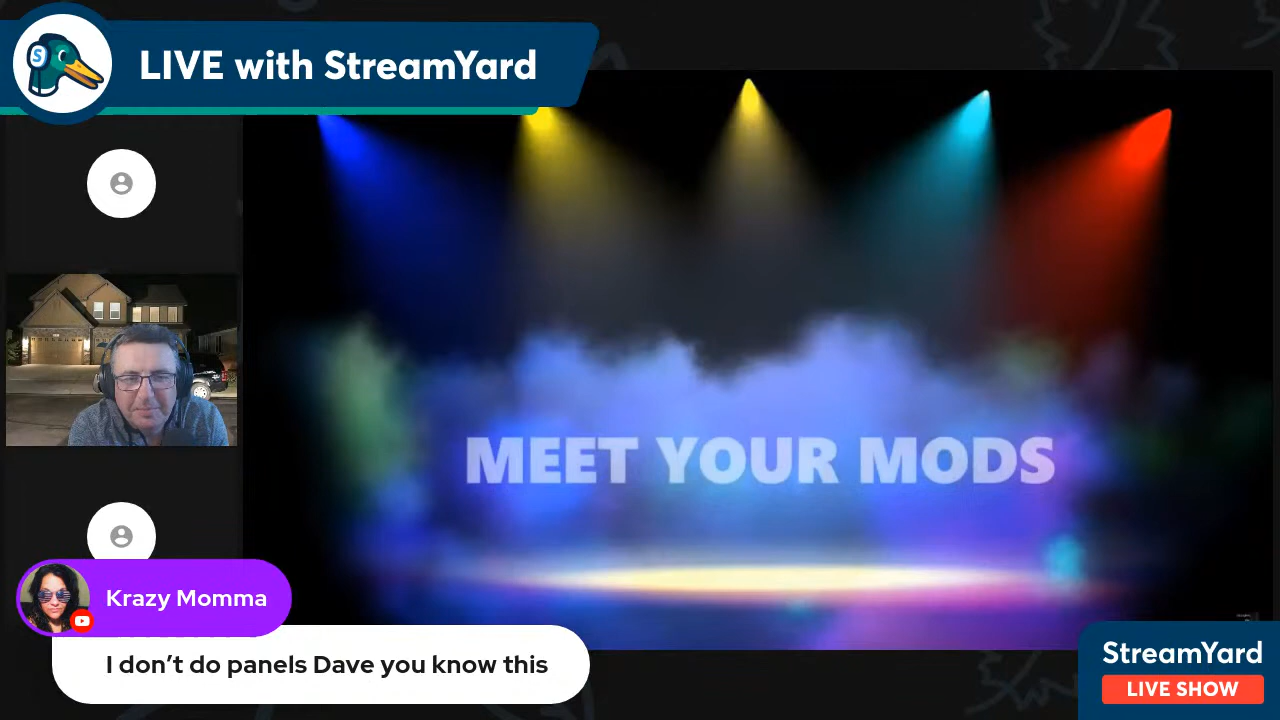 S
LIVE with StreamYard
MEET YOUR MODS
Krazy Momma
I don’t do panels Dave you know this
StreamYard
LIVE SHOW